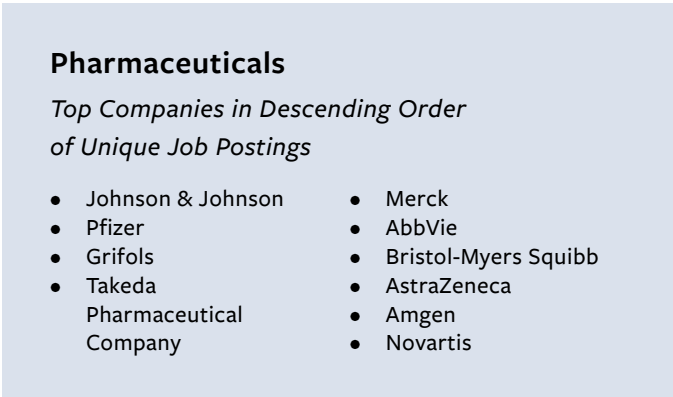 Pharmaceuticals
Top Companies in Descending Order
of Unique Job Postings
• Johnson & Johnson
• Pfizer
• Grifols
• Takeda
Pharmaceutical
Company
• Merck
• AbbVie
• Bristol-Myers Squibb
• AstraZeneca
• Amgen
• Novartis